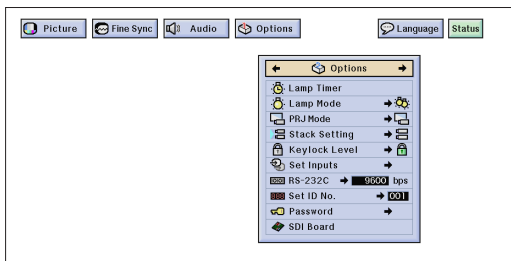 Picture Fine Sync Audio Options Language Status
Options
Lamp Timer
Lamp Mode
PRJ Mode
Stack Setting
Keylock Level
Set Inputs
RS-232C 9600 bps
Set ID No. 001
Password
SDI Board